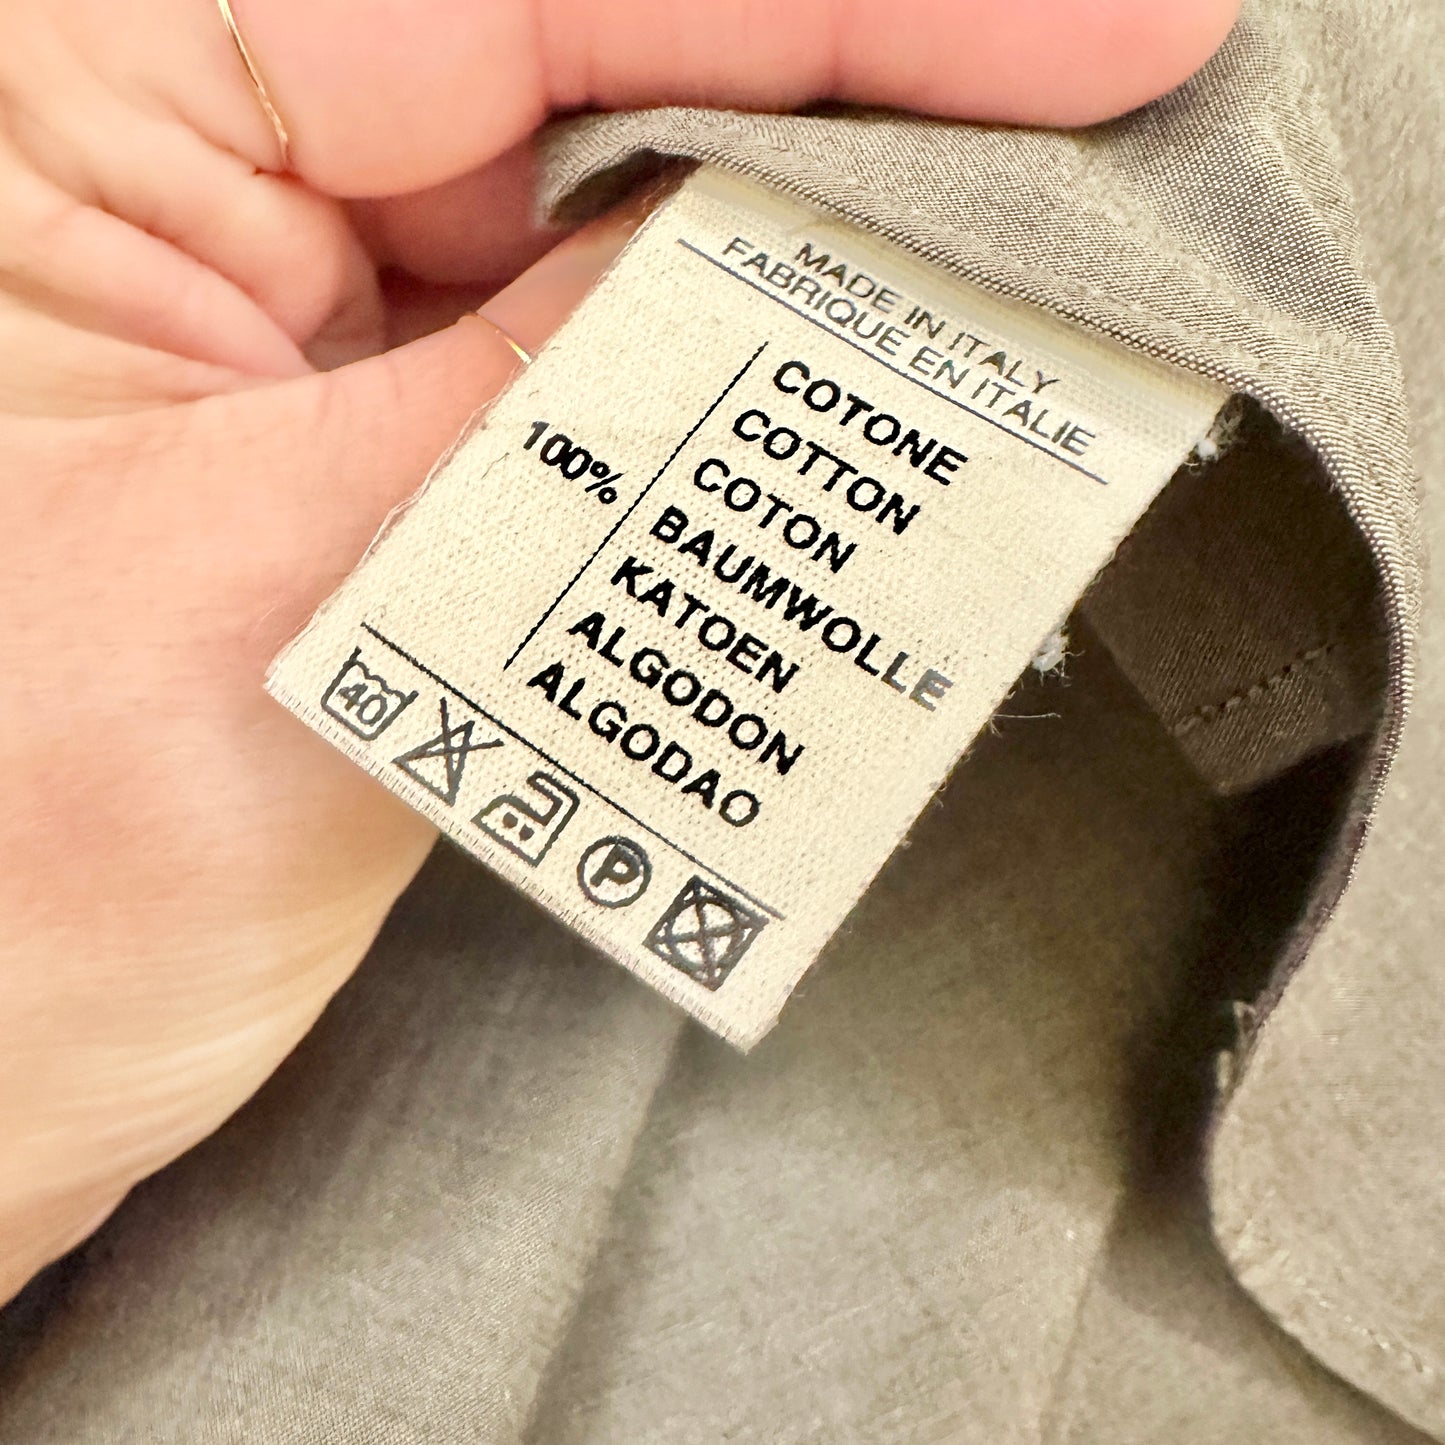 MADE IN ITALY
FABRIQUE EN ITALIE
100%
COTONE
COTTON
COTON
BAUMWOLLE
KATOEN
ALGODON
ALGODAO
40
P